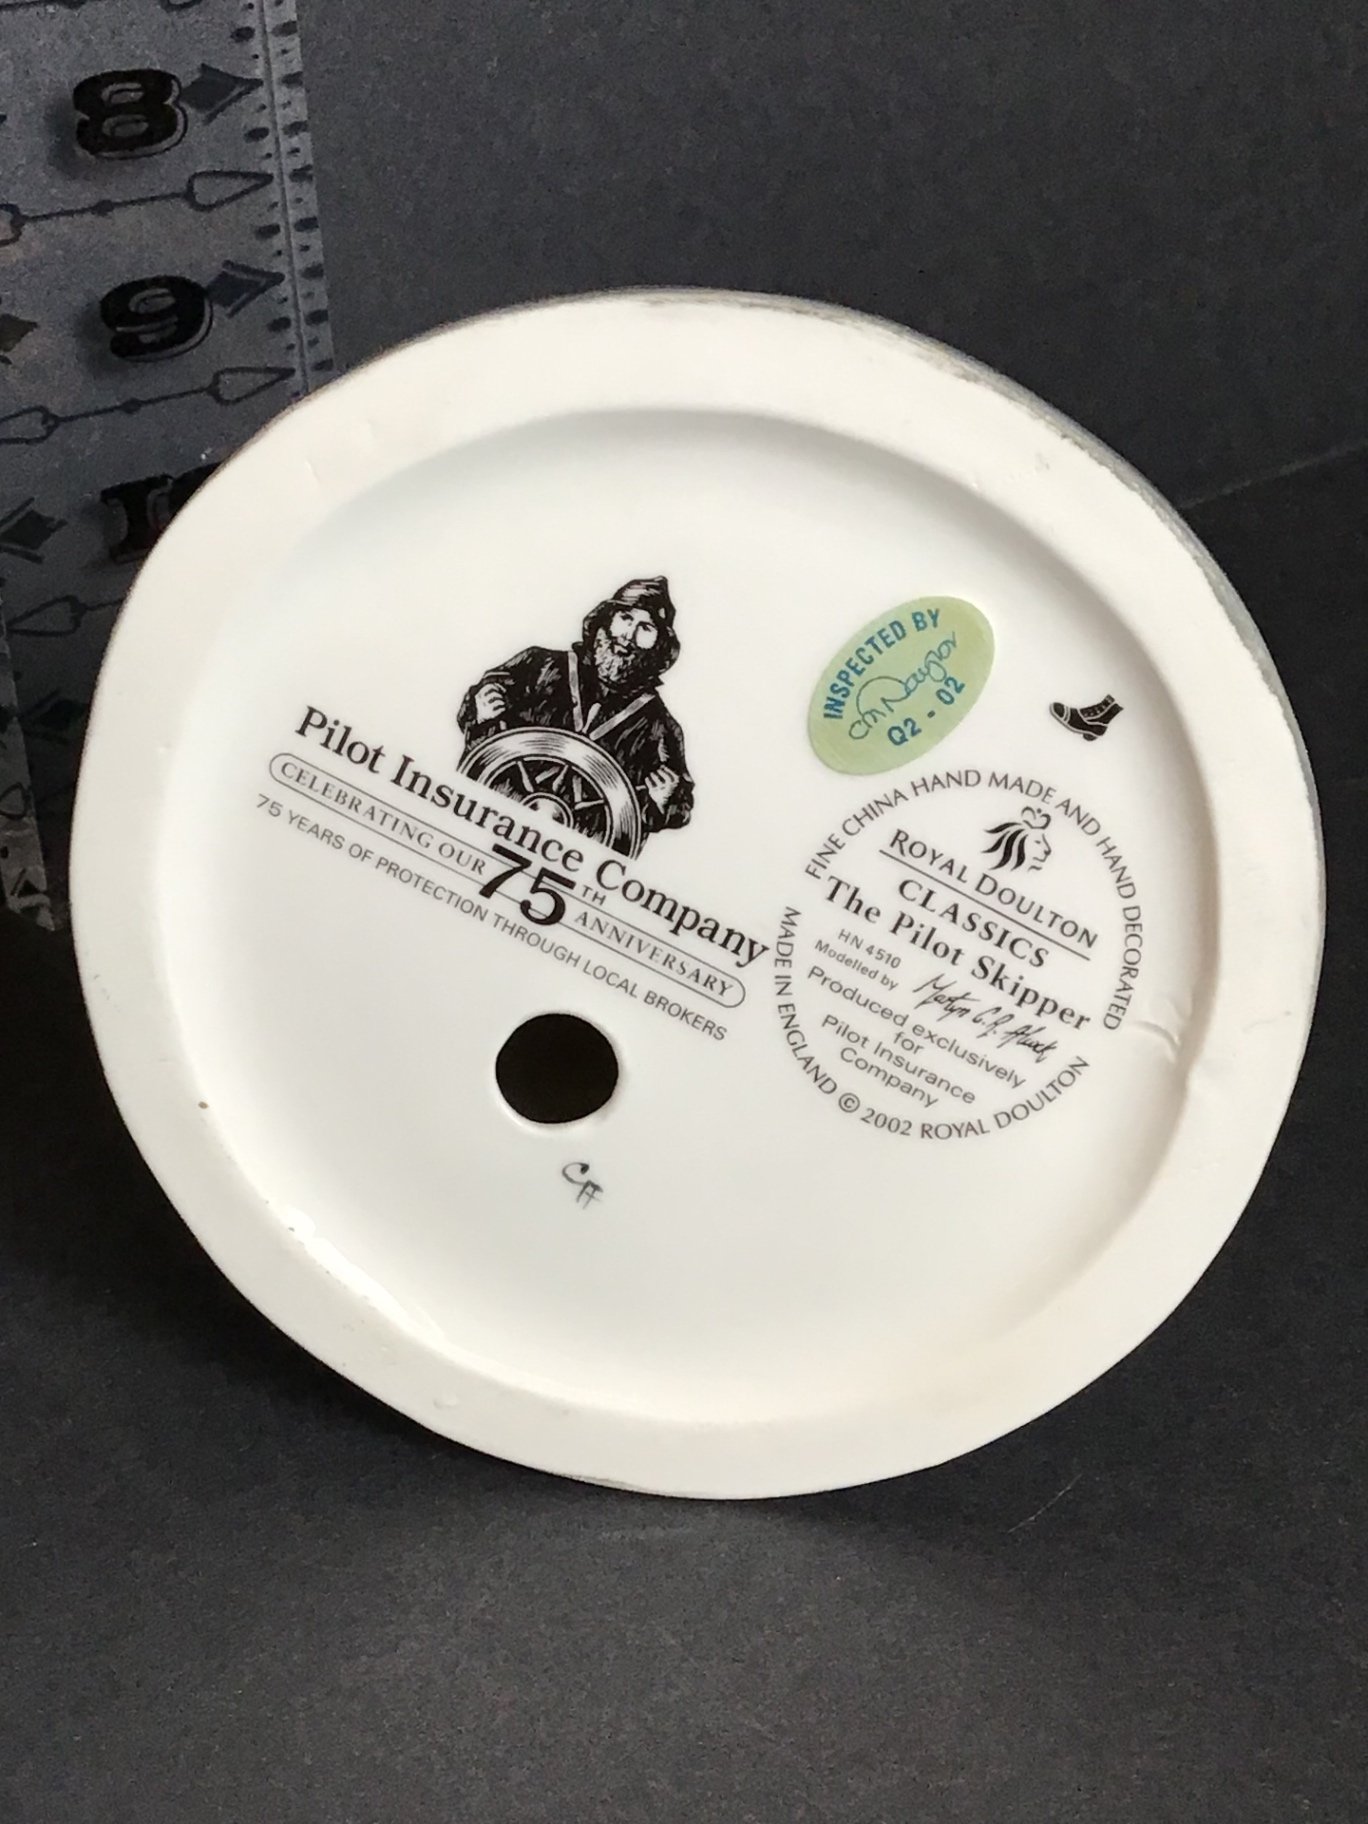 8
9
Pilot Insurance Company
CELEBRATING OUR 75TH ANNIVERSARY
75 YEARS OF PROTECTION THROUGH LOCAL BROKERS
INSPECTED BY
Q2 - 02
FINE CHINA HAND MADE AND HAND DECORATED
ROYAL DOULTON
CLASSICS
The Pilot Skipper
HN 4510
Modelled by
Produced exclusively
for
Pilot Insurance
Company
MADE IN ENGLAND © 2002 ROYAL DOULTON